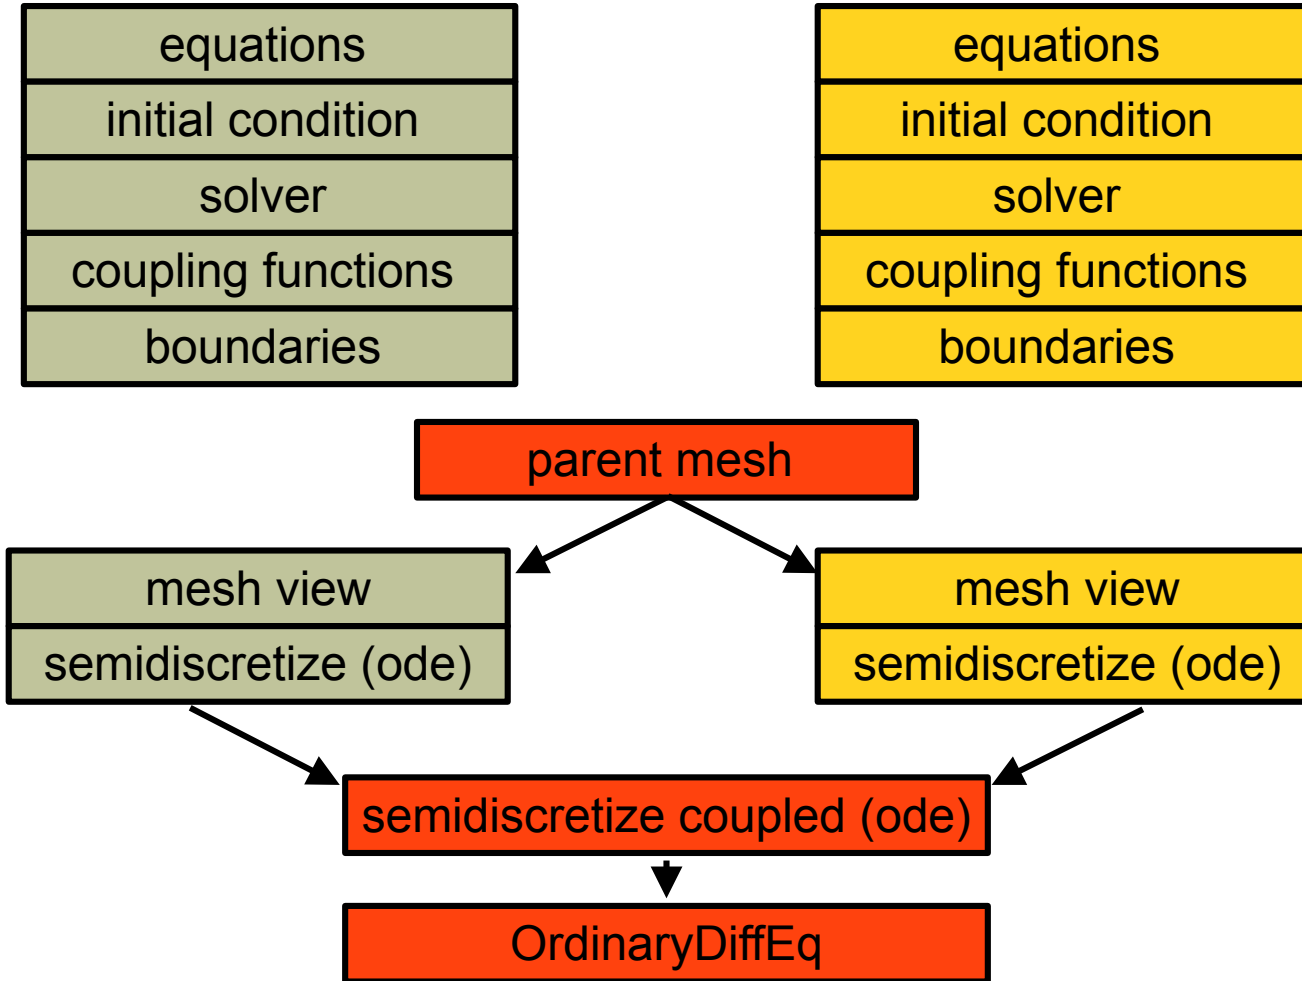 equations
initial condition
solver
coupling functions
boundaries
equations
initial condition
solver
coupling functions
boundaries
parent mesh
mesh view
semidiscretize (ode)
mesh view
semidiscretize (ode)
semidiscretize coupled (ode)
OrdinaryDiffEq